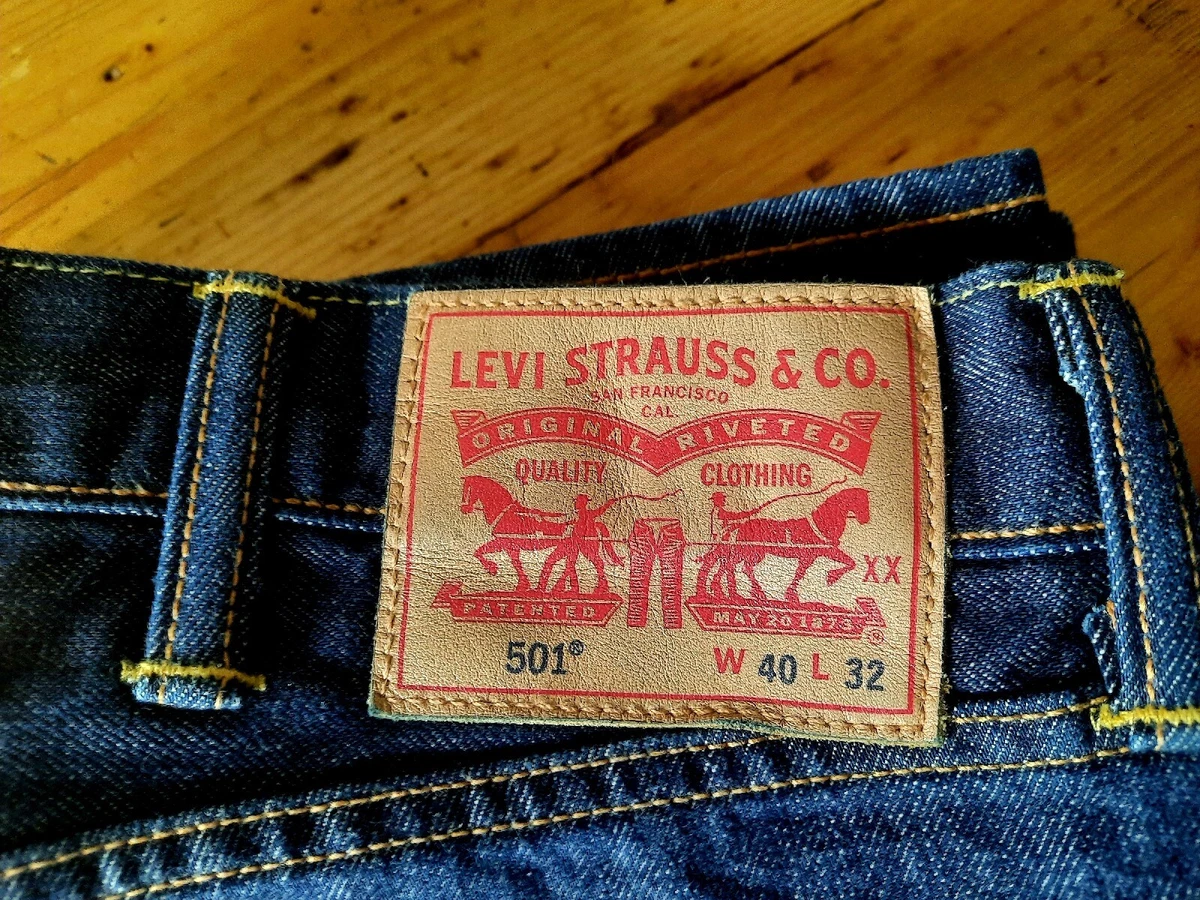 LEVI STRAUSS & CO.
SAN FRANCISCO
CAL
ORIGINAL RIVETED
QUALITY CLOTHING
XX
PATENTED MAY 20 1873
®
501® W 40 L 32